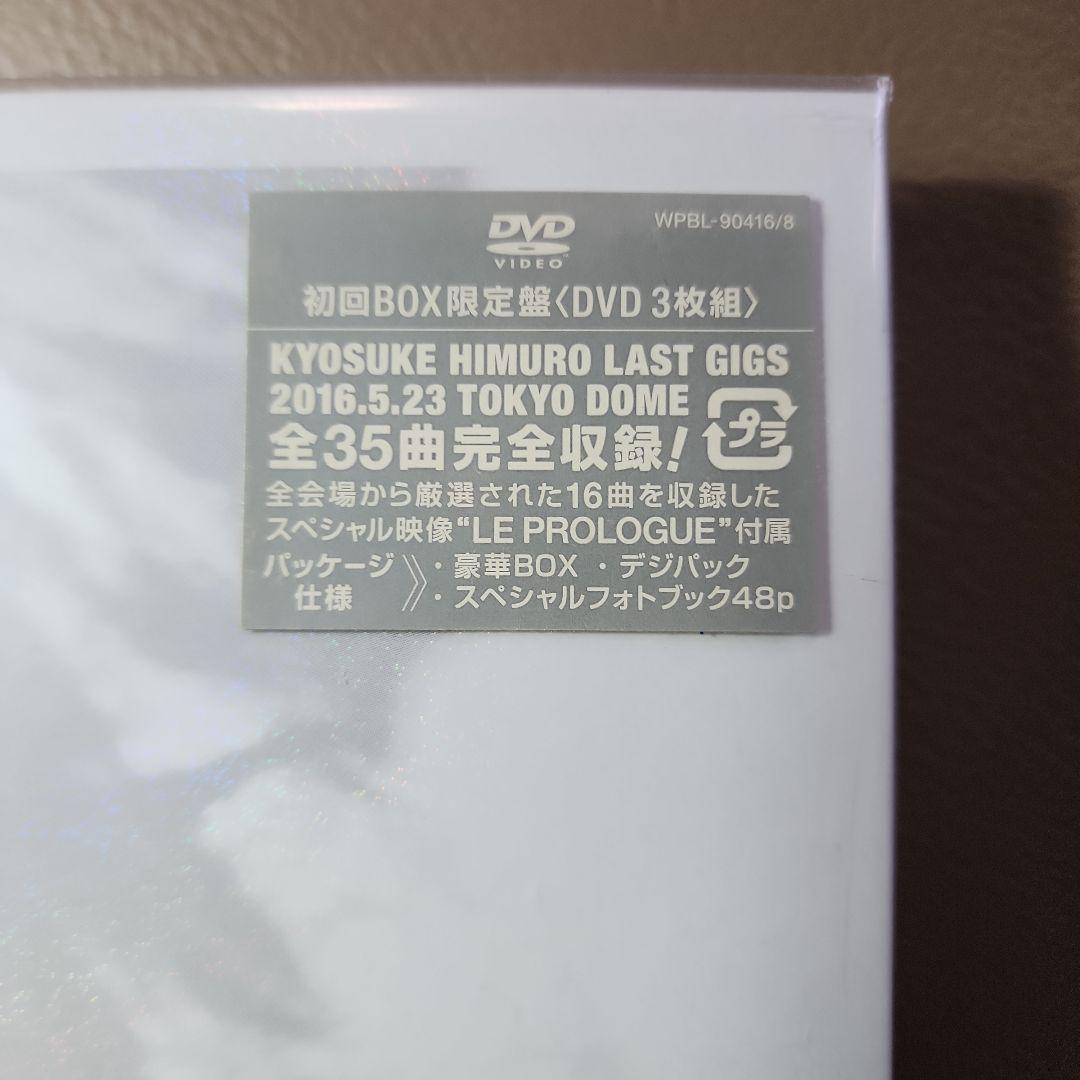 DVD WPBL-90416/8
VIDEO™
初回BOX限定盤〈DVD 3枚組〉
KYOSUKE HIMURO LAST GIGS
2016.5.23 TOKYO DOME
プラ
全35曲完全収録!
全会場から厳選された16曲を収録した
スペシャル映像“LE PROLOGUE”付属
パッケージ仕様 》・豪華BOX ・デジパック
・スペシャルフォトブック48p